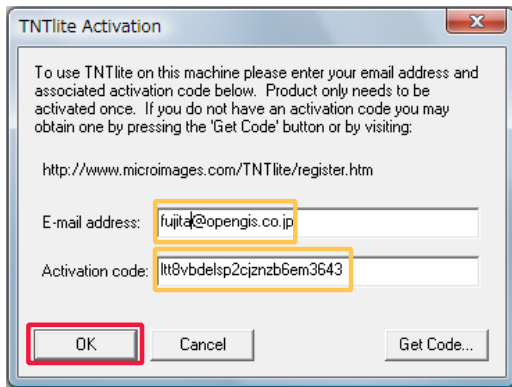 TNTlite Activation
To use TNTlite on this machine please enter your email address and
associated activation code below. Product only needs to be
activated once. If you do not have an activation code you may
obtain one by pressing the 'Get Code' button or by visiting:
http://www.microimages.com/TNTlite/register.htm
E-mail address: fujita@opengis.co.jp
Activation code: ltt8vbdelsp2cjznzb6em3643
OK Cancel Get Code...